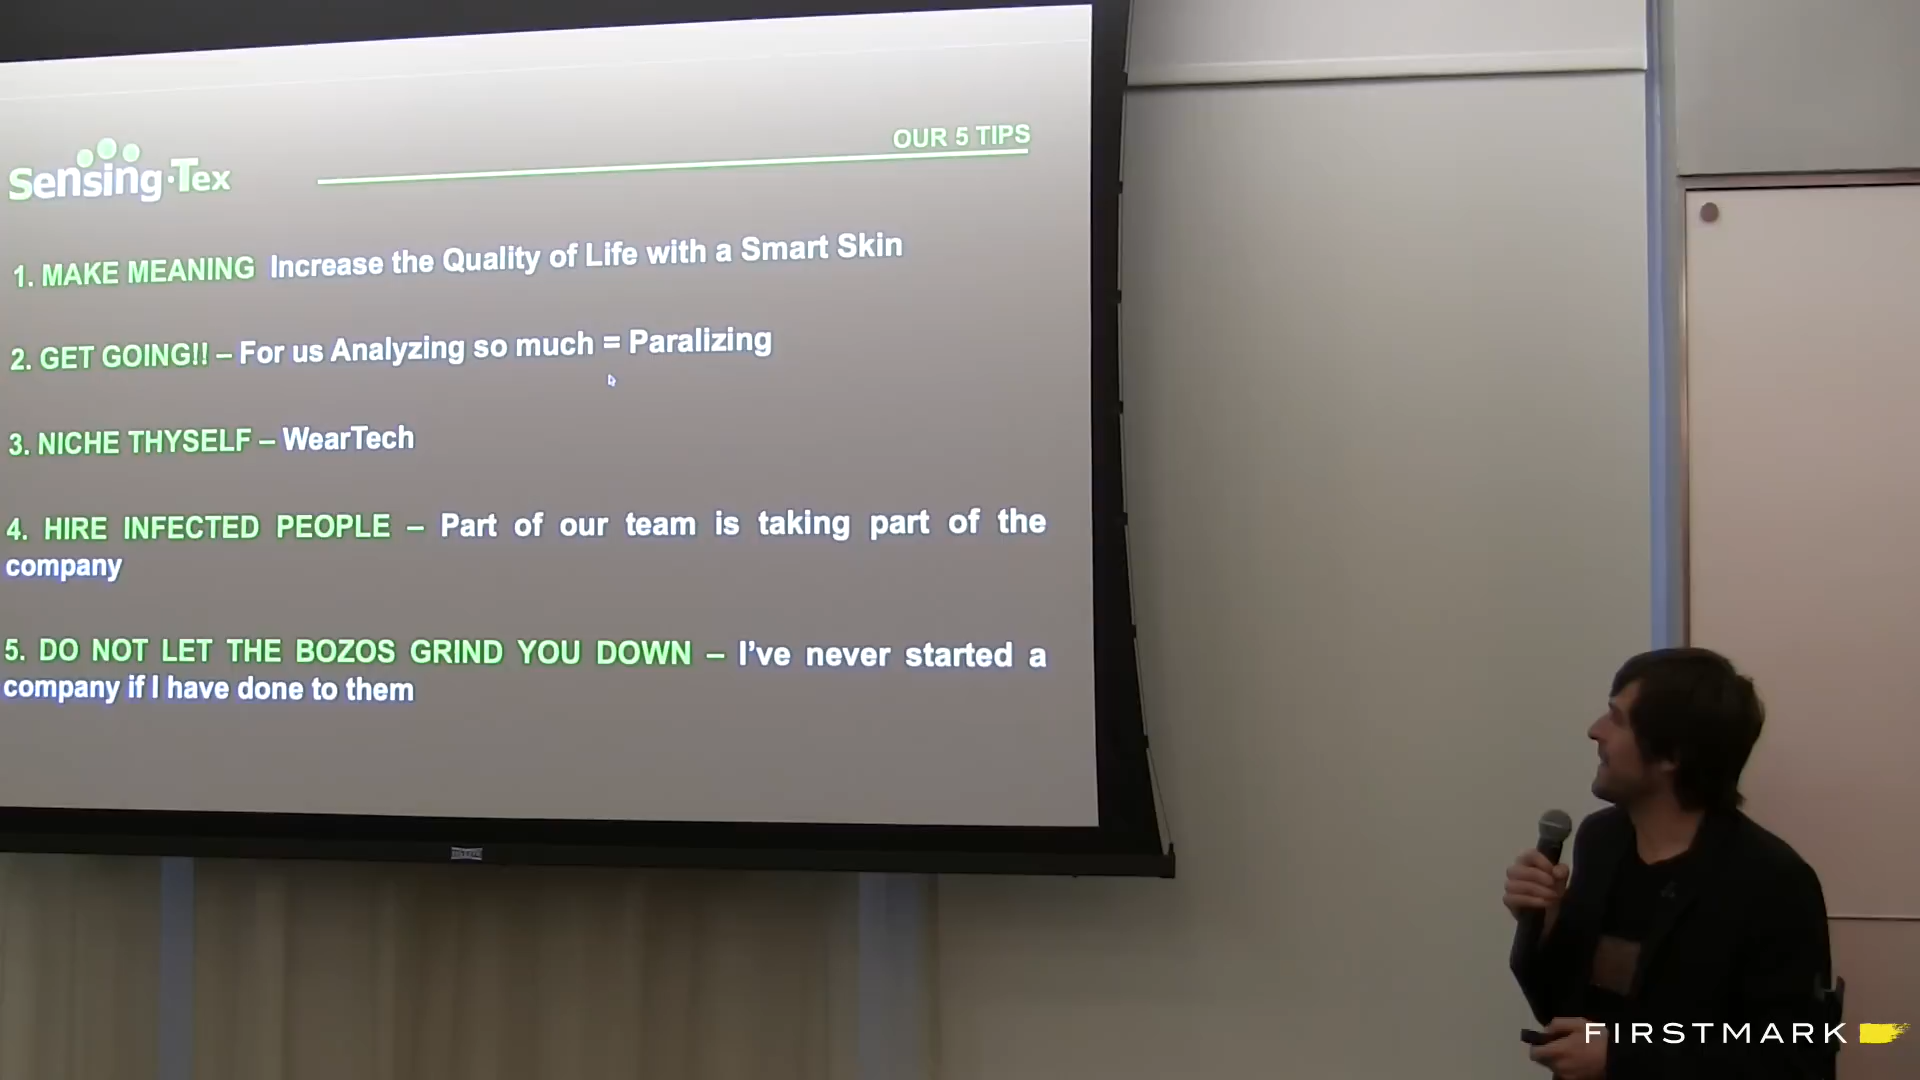 Sensing·Tex
OUR 5 TIPS
1. MAKE MEANING Increase the Quality of Life with a Smart Skin
2. GET GOING!! – For us Analyzing so much = Paralizing
3. NICHE THYSELF – WearTech
4. HIRE INFECTED PEOPLE – Part of our team is taking part of the
company
5. DO NOT LET THE BOZOS GRIND YOU DOWN – I’ve never started a
company if I have done to them
FIRSTMARK